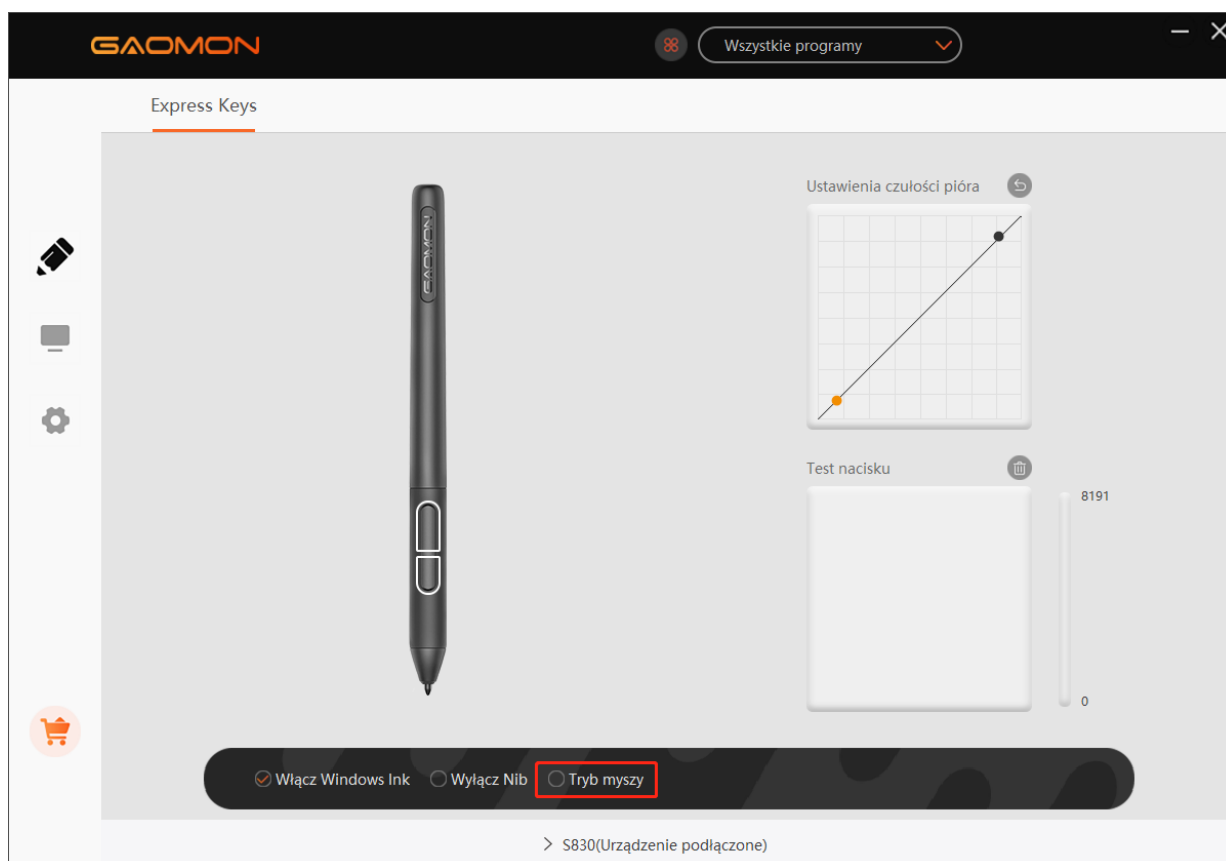 GAOMON
Wszystkie programy
Express Keys
Ustawienia czułości pióra
GAOMON
Test nacisku
8191
0
Włącz Windows Ink
Wyłącz Nib
Tryb myszy
S830(Urządzenie podłączone)